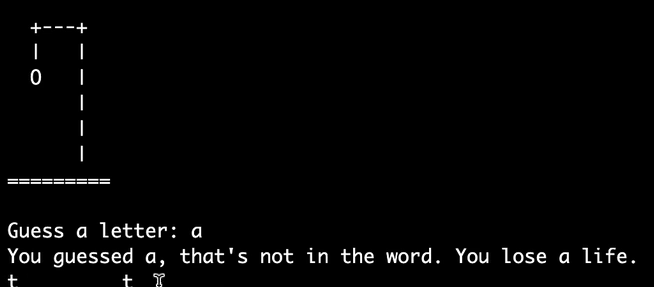 +---+
  |   |
  O   |
      |
      |
      |
=========
Guess a letter: a
You guessed a, that's not in the word. You lose a life.
t         t